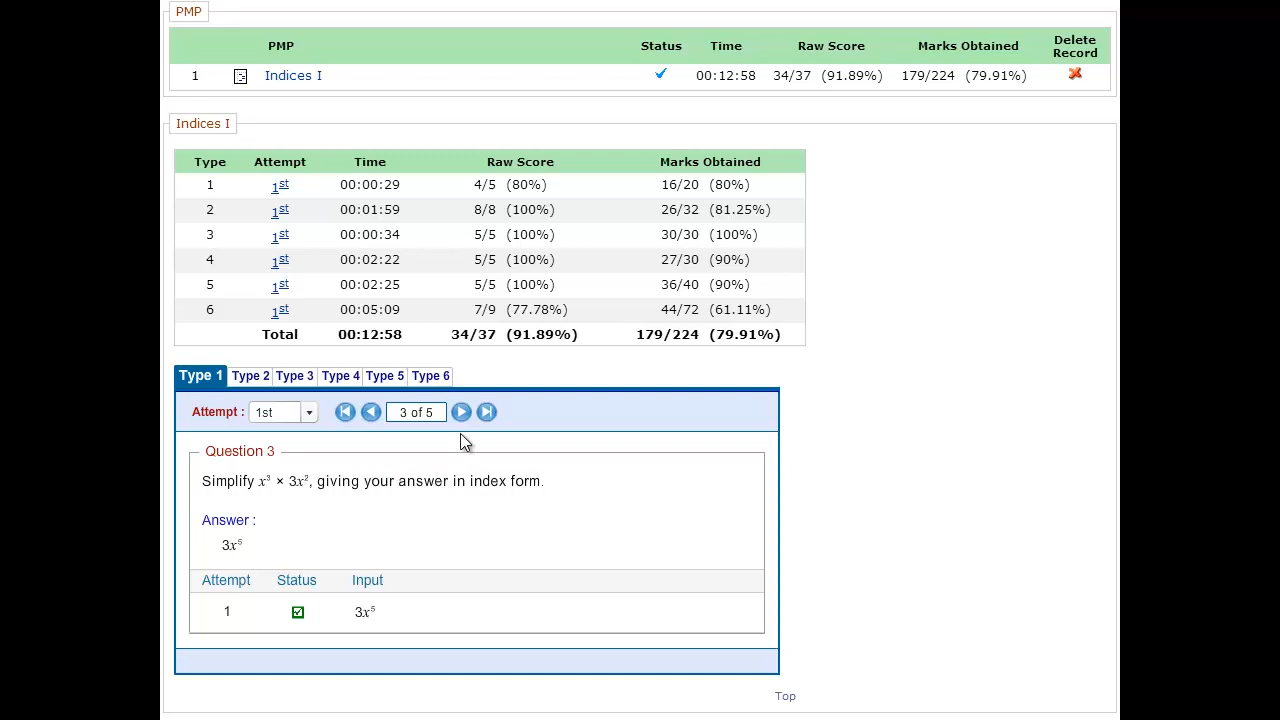 PMP
PMP Status Time Raw Score Marks Obtained Delete Record
1 Indices I 00:12:58 34/37 (91.89%) 179/224 (79.91%)
Indices I
Type Attempt Time Raw Score Marks Obtained
1 1st 00:00:29 4/5 (80%) 16/20 (80%)
2 1st 00:01:59 8/8 (100%) 26/32 (81.25%)
3 1st 00:00:34 5/5 (100%) 30/30 (100%)
4 1st 00:02:22 5/5 (100%) 27/30 (90%)
5 1st 00:02:25 5/5 (100%) 36/40 (90%)
6 1st 00:05:09 7/9 (77.78%) 44/72 (61.11%)
Total 00:12:58 34/37 (91.89%) 179/224 (79.91%)
Type 1 Type 2 Type 3 Type 4 Type 5 Type 6
Attempt : 1st 3 of 5
Question 3
Simplify x³ × 3x², giving your answer in index form.
Answer :
3x⁵
Attempt Status Input
1 3x⁵
Top